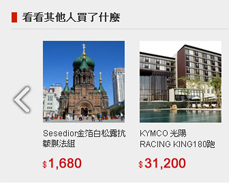 看看其他人買了什麼
Sesedior金箔白松露抗
皺緊法組
$1,680
KYMCO 光陽
RACING KING180跑
$31,200